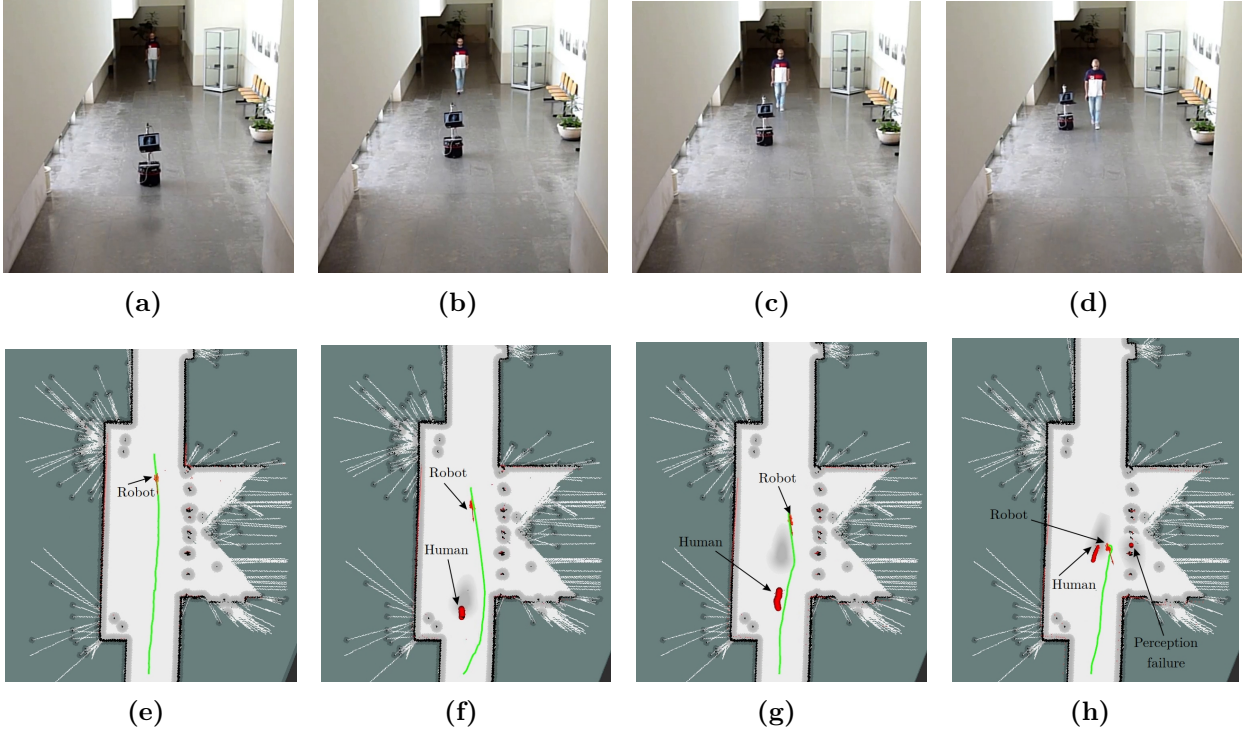 (a)
(b)
(c)
(d)
Robot
Robot
Human
Robot
Human
Robot
Human
Perception
failure
(e)
(f)
(g)
(h)